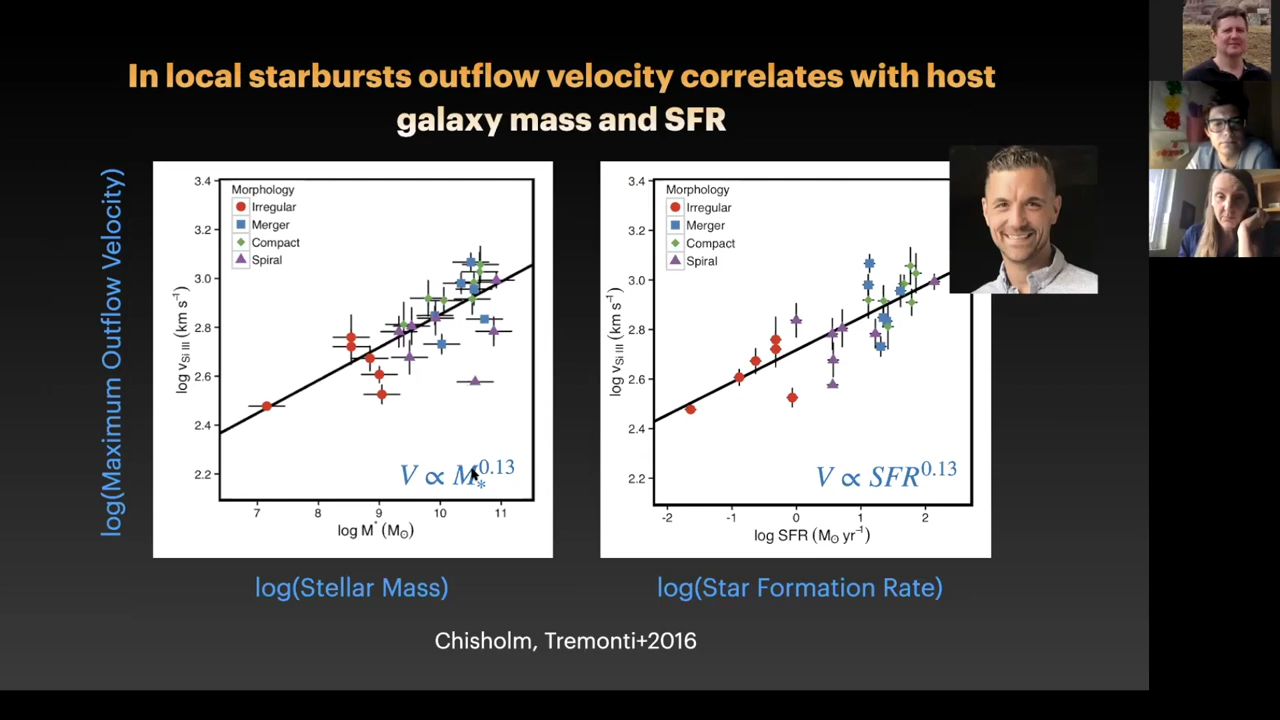 In local starbursts outflow velocity correlates with host
galaxy mass and SFR
log(Maximum Outflow Velocity)
3.4
3.2
3.0
2.8
2.6
2.4
2.2
log v_Si III (km s⁻¹)
Morphology
Irregular
Merger
Compact
Spiral
V ∝ M_*^0.13
7 8 9 10 11
log M* (M⊙)
log(Stellar Mass)
3.4
3.2
3.0
2.8
2.6
2.4
2.2
log v_Si III (km s⁻¹)
Morphology
Irregular
Merger
Compact
Spiral
V ∝ SFR^0.13
-2 -1 0 1 2
log SFR (M⊙ yr⁻¹)
log(Star Formation Rate)
Chisholm, Tremonti+2016